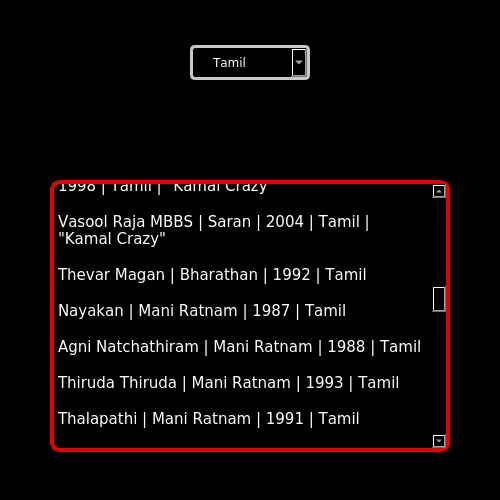 Tamil
1998 | Tamil | "Kamal Crazy"
Vasool Raja MBBS | Saran | 2004 | Tamil |
"Kamal Crazy"
Thevar Magan | Bharathan | 1992 | Tamil
Nayakan | Mani Ratnam | 1987 | Tamil
Agni Natchathiram | Mani Ratnam | 1988 | Tamil
Thiruda Thiruda | Mani Ratnam | 1993 | Tamil
Thalapathi | Mani Ratnam | 1991 | Tamil